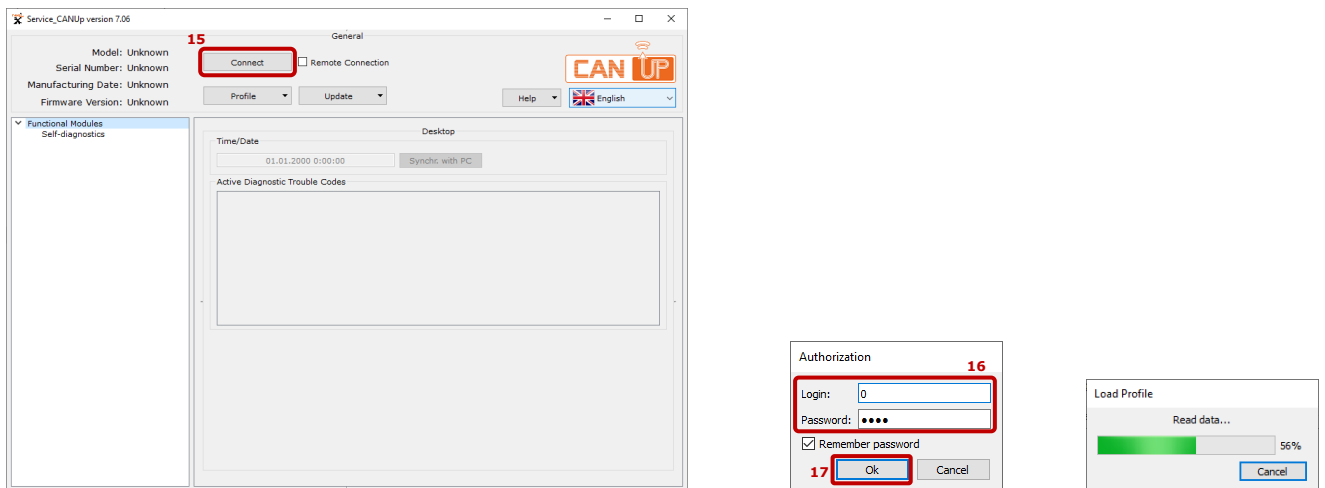 Service_CANUp version 7.06
General
15
Model: Unknown
Serial Number: Unknown
Manufacturing Date: Unknown
Firmware Version: Unknown
Connect
Remote Connection
Profile
Update
Help
English
CAN UP
Functional Modules
Self-diagnostics
Desktop
Time/Date
01.01.2000 0:00:00
Synchr. with PC
Active Diagnostic Trouble Codes
Authorization
16
Login: 0
Password: ●●●●
Remember password
17
Ok
Cancel
Load Profile
Read data...
56%
Cancel